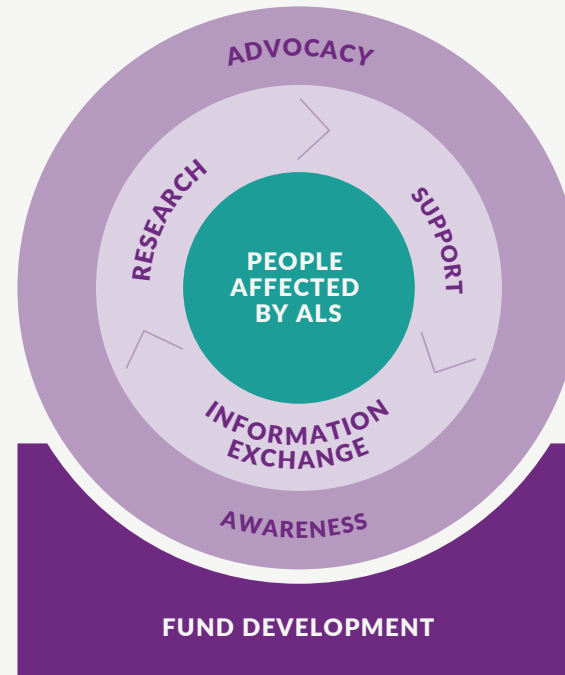 ADVOCACY
RESEARCH
SUPPORT
PEOPLE
AFFECTED
BY ALS
INFORMATION
EXCHANGE
AWARENESS
FUND DEVELOPMENT